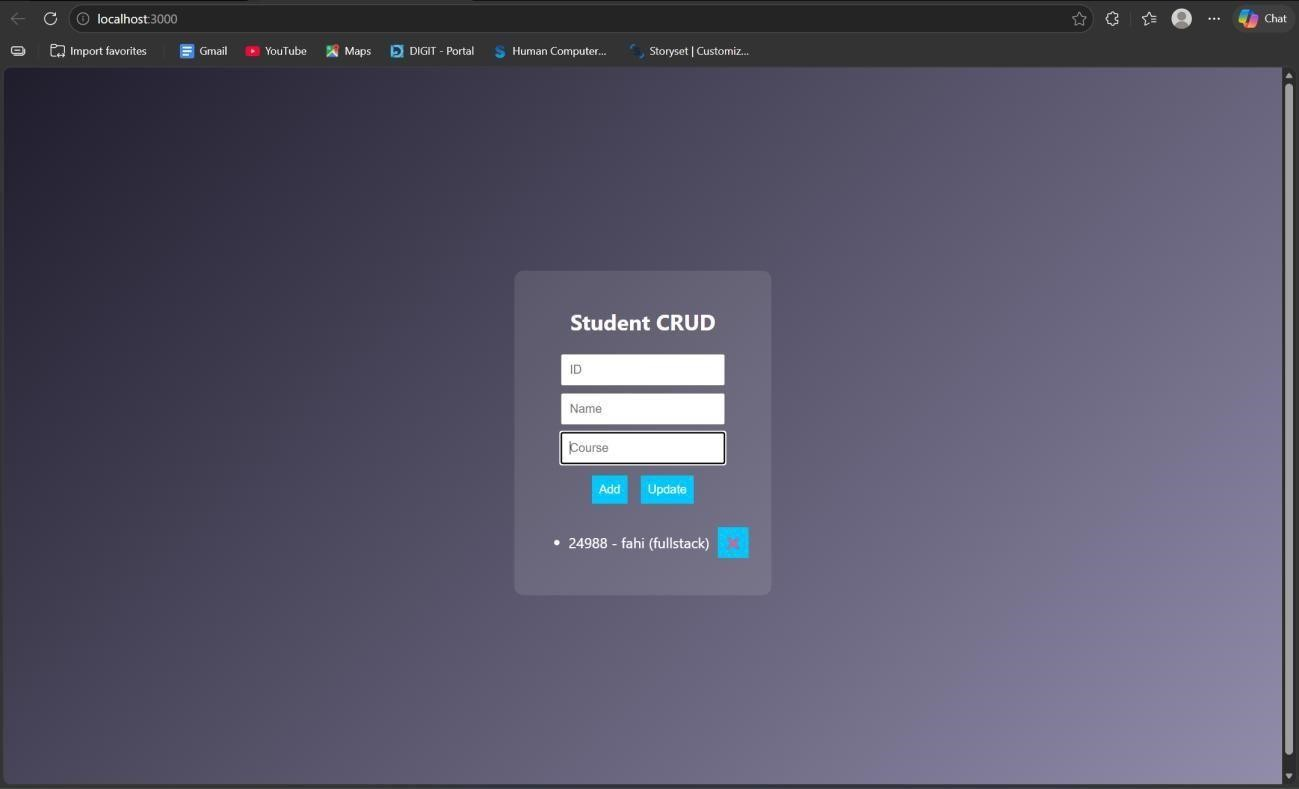 localhost:3000
Chat
Import favorites
Gmail
YouTube
Maps
DIGIT - Portal
Human Computer...
Storyset | Customiz...
Student CRUD
ID
Name
Course
Add Update
24988 - fahi (fullstack)